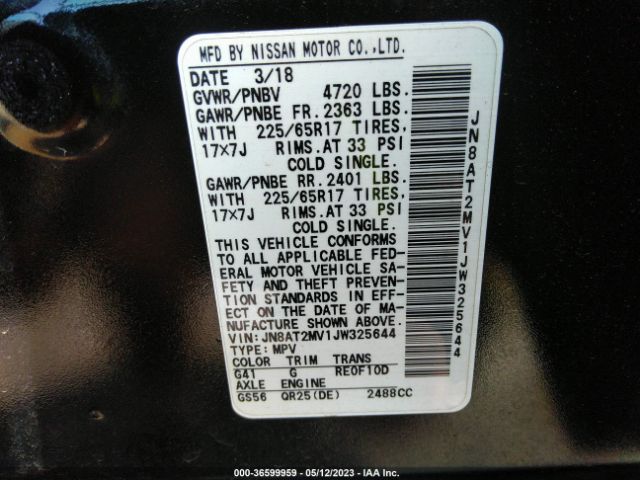 MFD BY NISSAN MOTOR CO.,LTD.
DATE 3/18
GVWR/PNBV 4720 LBS.
GAWR/PNBE FR. 2363 LBS.
WITH 225/65R17 TIRES,
17×7J RIMS.AT 33 PSI
COLD SINGLE.
GAWR/PNBE RR. 2401 LBS.
WITH 225/65R17 TIRES,
17×7J RIMS.AT 33 PSI
COLD SINGLE.
THIS VEHICLE CONFORMS
TO ALL APPLICABLE FED-
ERAL MOTOR VEHICLE SA-
FETY AND THEFT PREVEN-
TION STANDARDS IN EFF-
ECT ON THE DATE OF MA-
NUFACTURE SHOWN ABOVE.
VIN:JN8AT2MV1JW325644
TYPE:MPV
COLOR TRIM TRANS
G41 G RE0F10D
AXLE ENGINE
GS56 QR25(DE) 2488CC
JN8AT2MV1JW325644
000-36599959 - 05/12/2023 - IAA Inc.